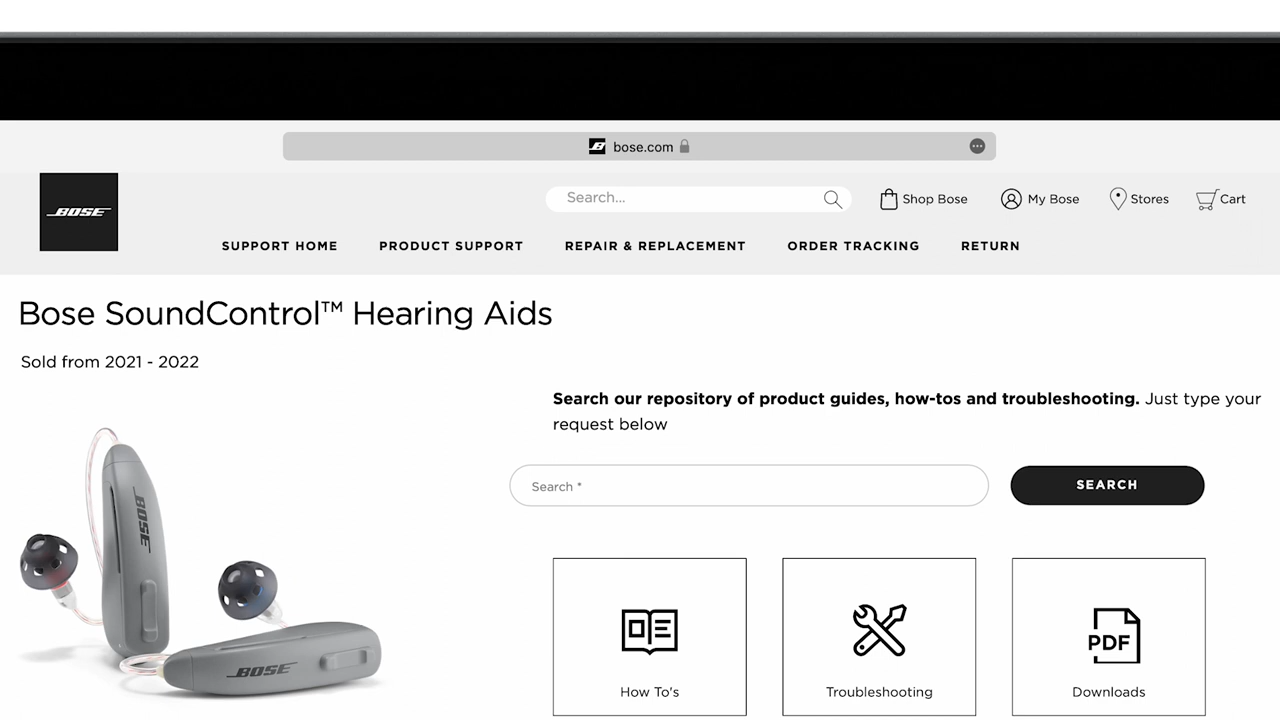 bose.com
BOSE
Search...
Shop Bose
My Bose
Stores
Cart
SUPPORT HOME
PRODUCT SUPPORT
REPAIR & REPLACEMENT
ORDER TRACKING
RETURN
Bose SoundControl™ Hearing Aids
Sold from 2021 - 2022
Search our repository of product guides, how-tos and troubleshooting. Just type your
request below
Search *
SEARCH
BOSE
BOSE
PDF
How To's
Troubleshooting
Downloads